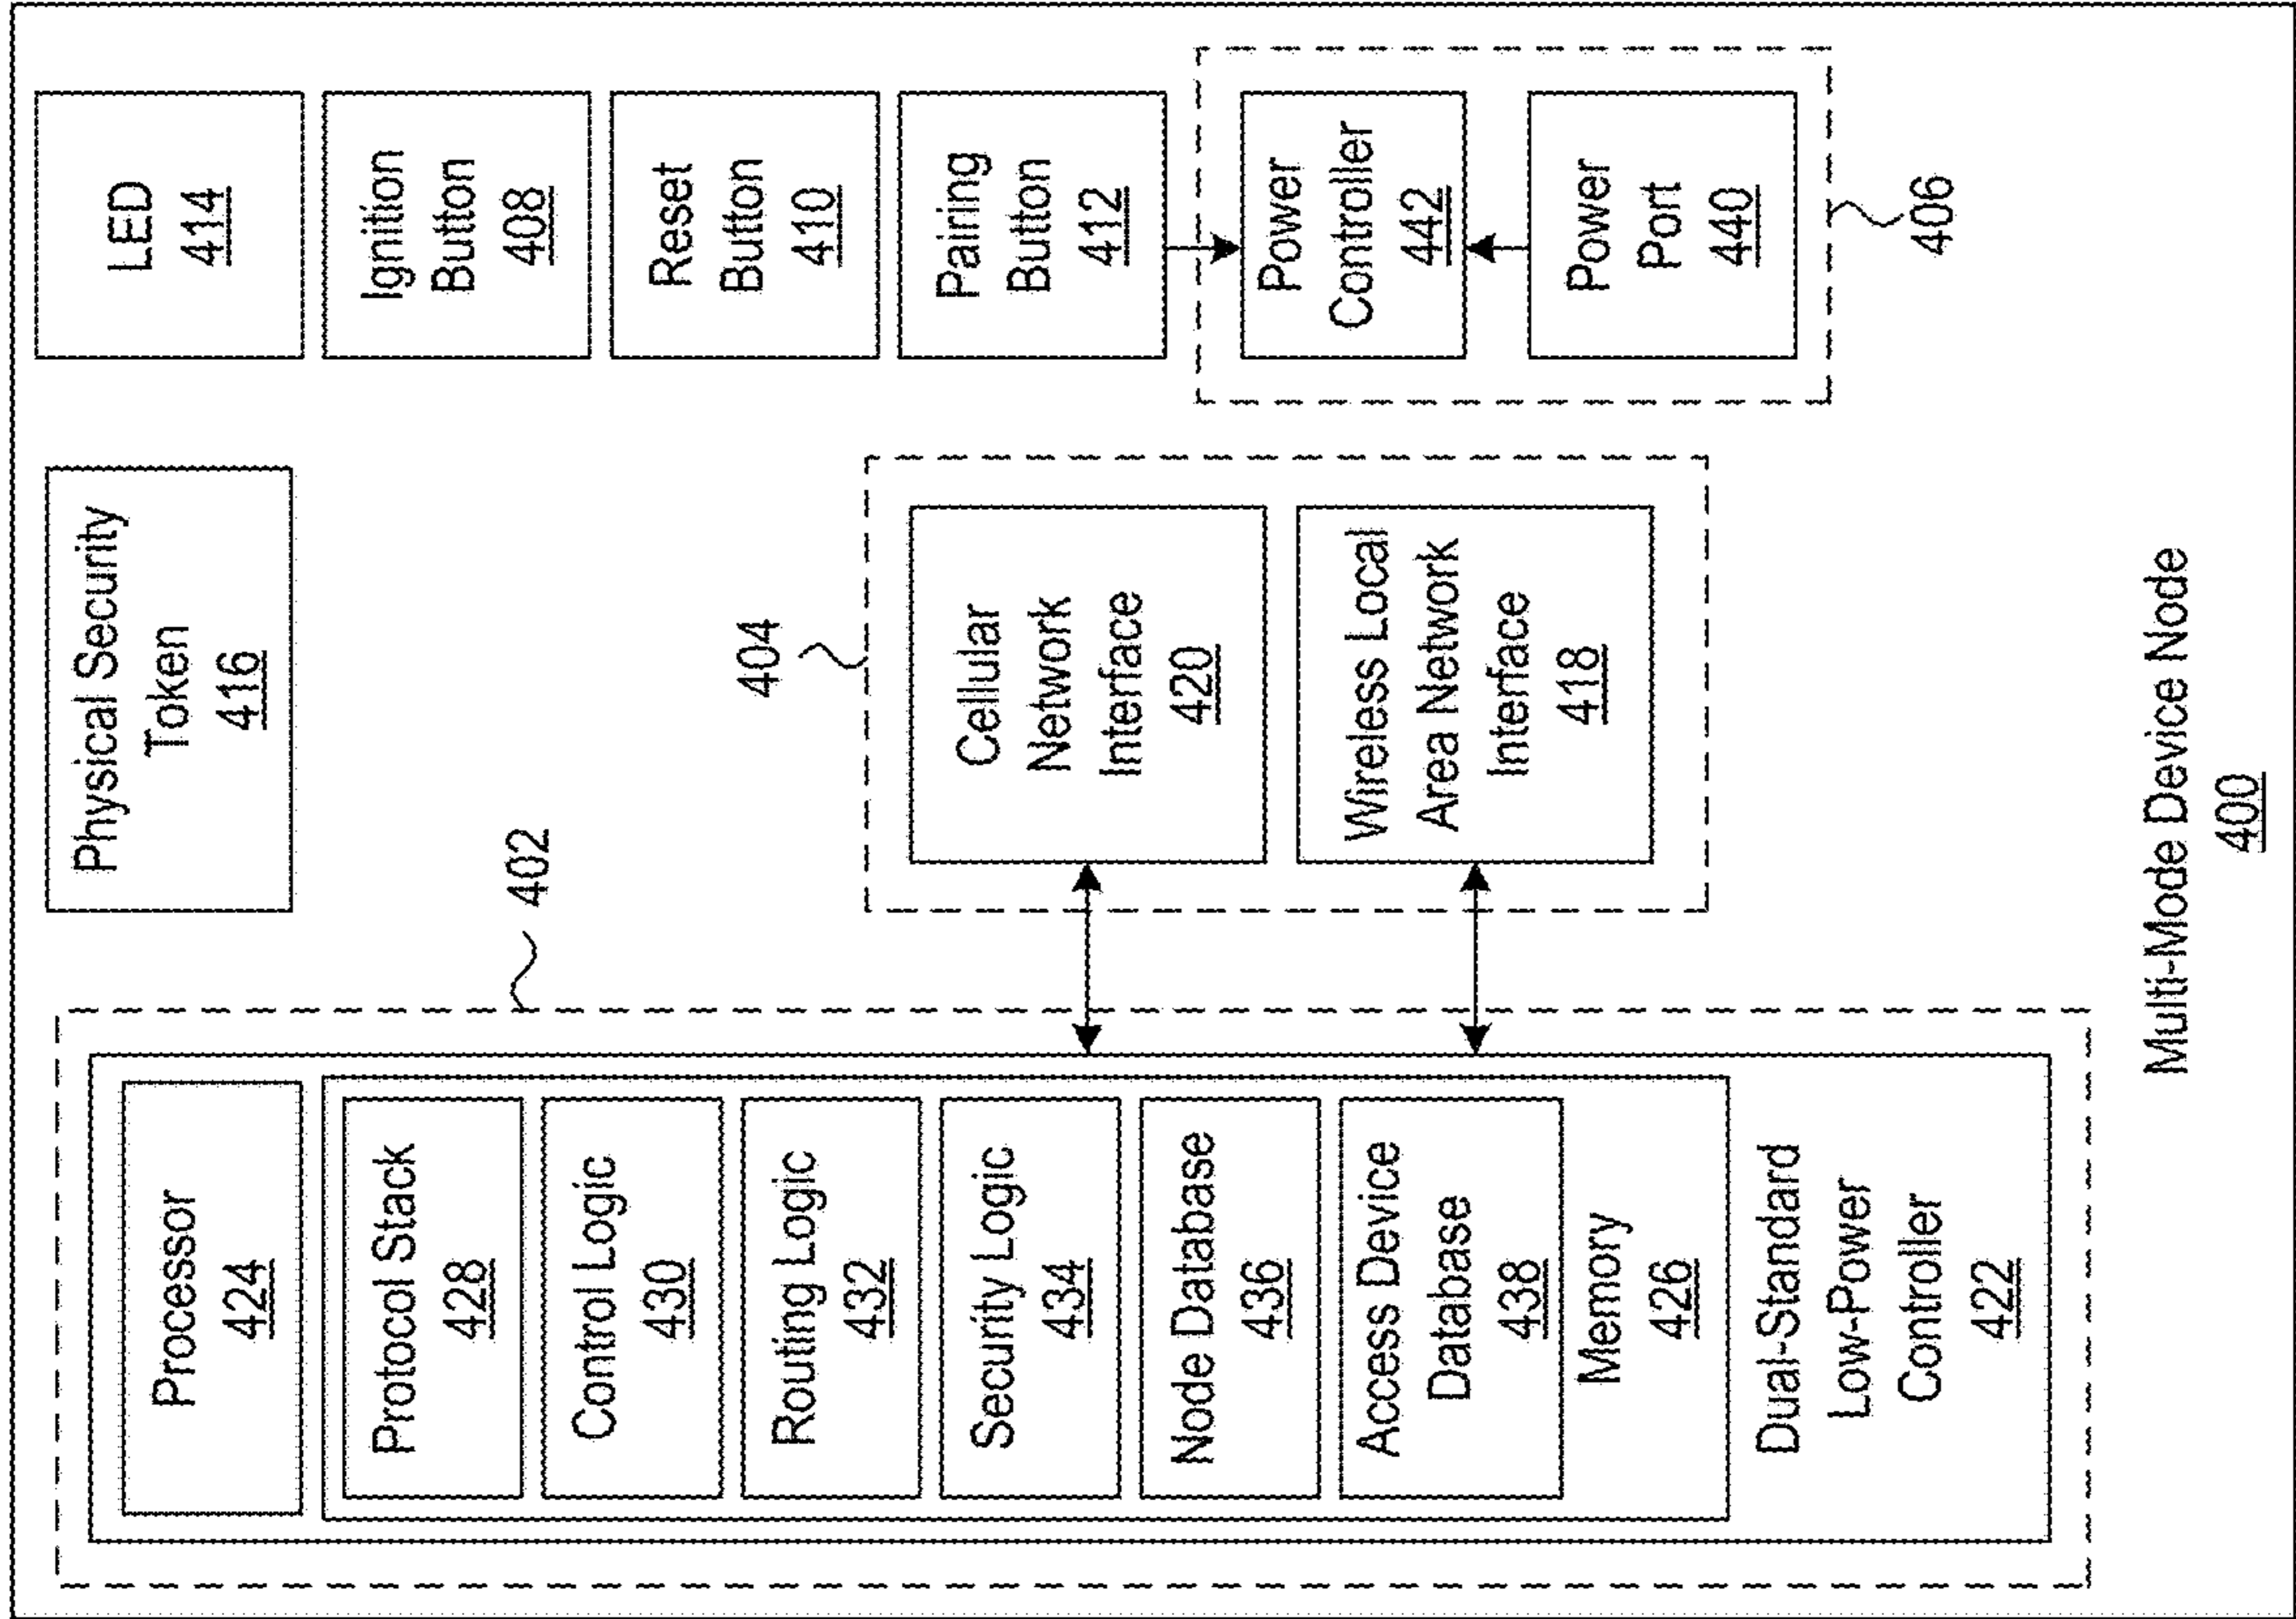 Processor
424
Protocol Stack
428
Control Logic
430
Routing Logic
432
Security Logic
434
Node Database
436
Access Device
Database
438
Memory
426
Dual-Standard
Low-Power
Controller
422
402
Physical Security
Token
416
404
Cellular
Network
Interface
420
Wireless Local
Area Network
Interface
418
LED
414
Ignition
Button
408
Reset
Button
410
Pairing
Button
412
Power
Controller
442
Power
Port
440
406
Multi-Mode Device Node
400